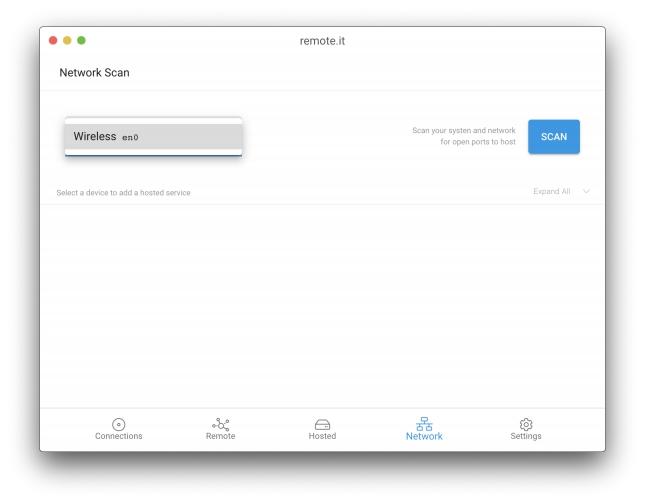 remote.it
Network Scan
Wireless en0
Scan your systen and network
for open ports to host
SCAN
Select a device to add a hosted service
Expand All
Connections
Remote
Hosted
Network
Settings